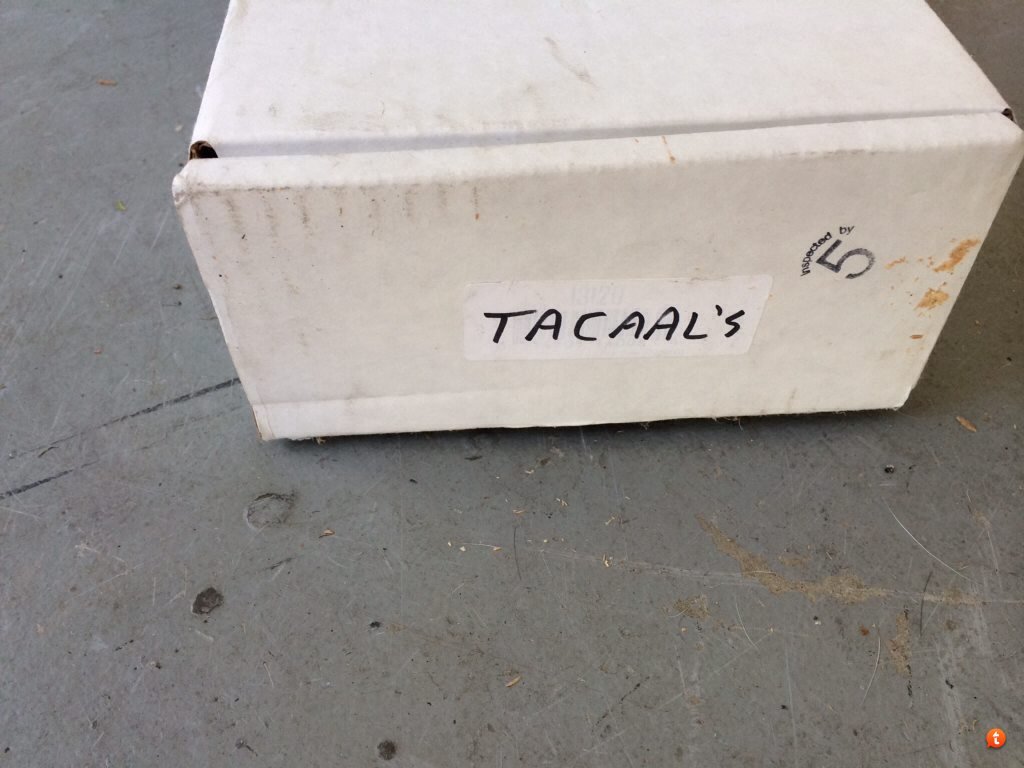 Inspected by
5
TACAAL's
t